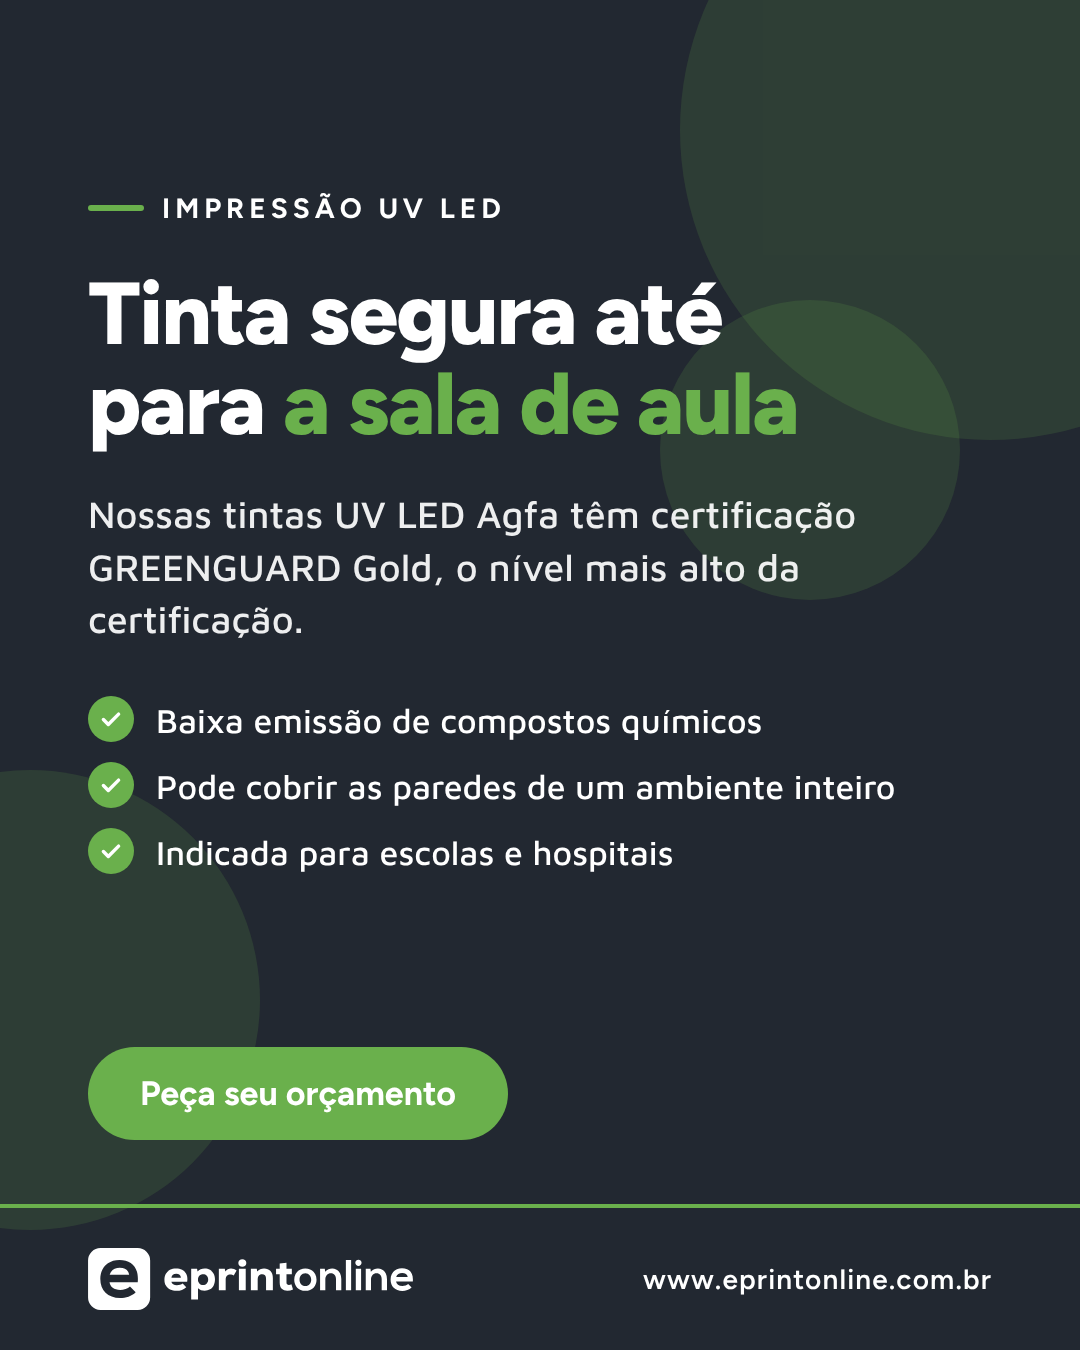 IMPRESSÃO UV LED
Tinta segura até
para a sala de aula
Nossas tintas UV LED Agfa têm certificação
GREENGUARD Gold, o nível mais alto da
certificação.
Baixa emissão de compostos químicos
Pode cobrir as paredes de um ambiente inteiro
Indicada para escolas e hospitais
Peça seu orçamento
e eprintonline
www.eprintonline.com.br